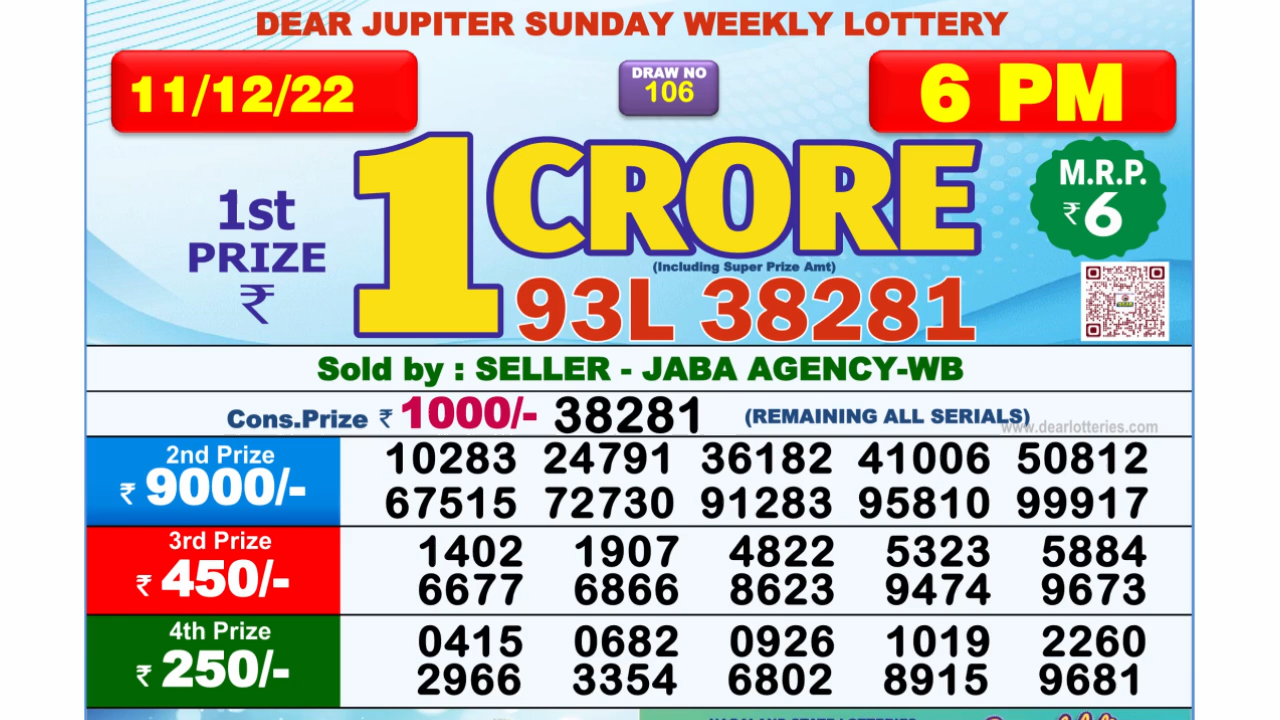 DEAR JUPITER SUNDAY WEEKLY LOTTERY
11/12/22
DRAW NO
106
6 PM
1st
PRIZE
₹
1 CRORE
(Including Super Prize Amt)
93L 38281
M.R.P.
₹ 6
Sold by : SELLER - JABA AGENCY-WB
Cons.Prize ₹ 1000/- 38281 (REMAINING ALL SERIALS)
www.dearlotteries.com
2nd Prize
₹ 9000/-
10283 24791 36182 41006 50812
67515 72730 91283 95810 99917
3rd Prize
₹ 450/-
1402 1907 4822 5323 5884
6677 6866 8623 9474 9673
4th Prize
₹ 250/-
0415 0682 0926 1019 2260
2966 3354 6802 8915 9681